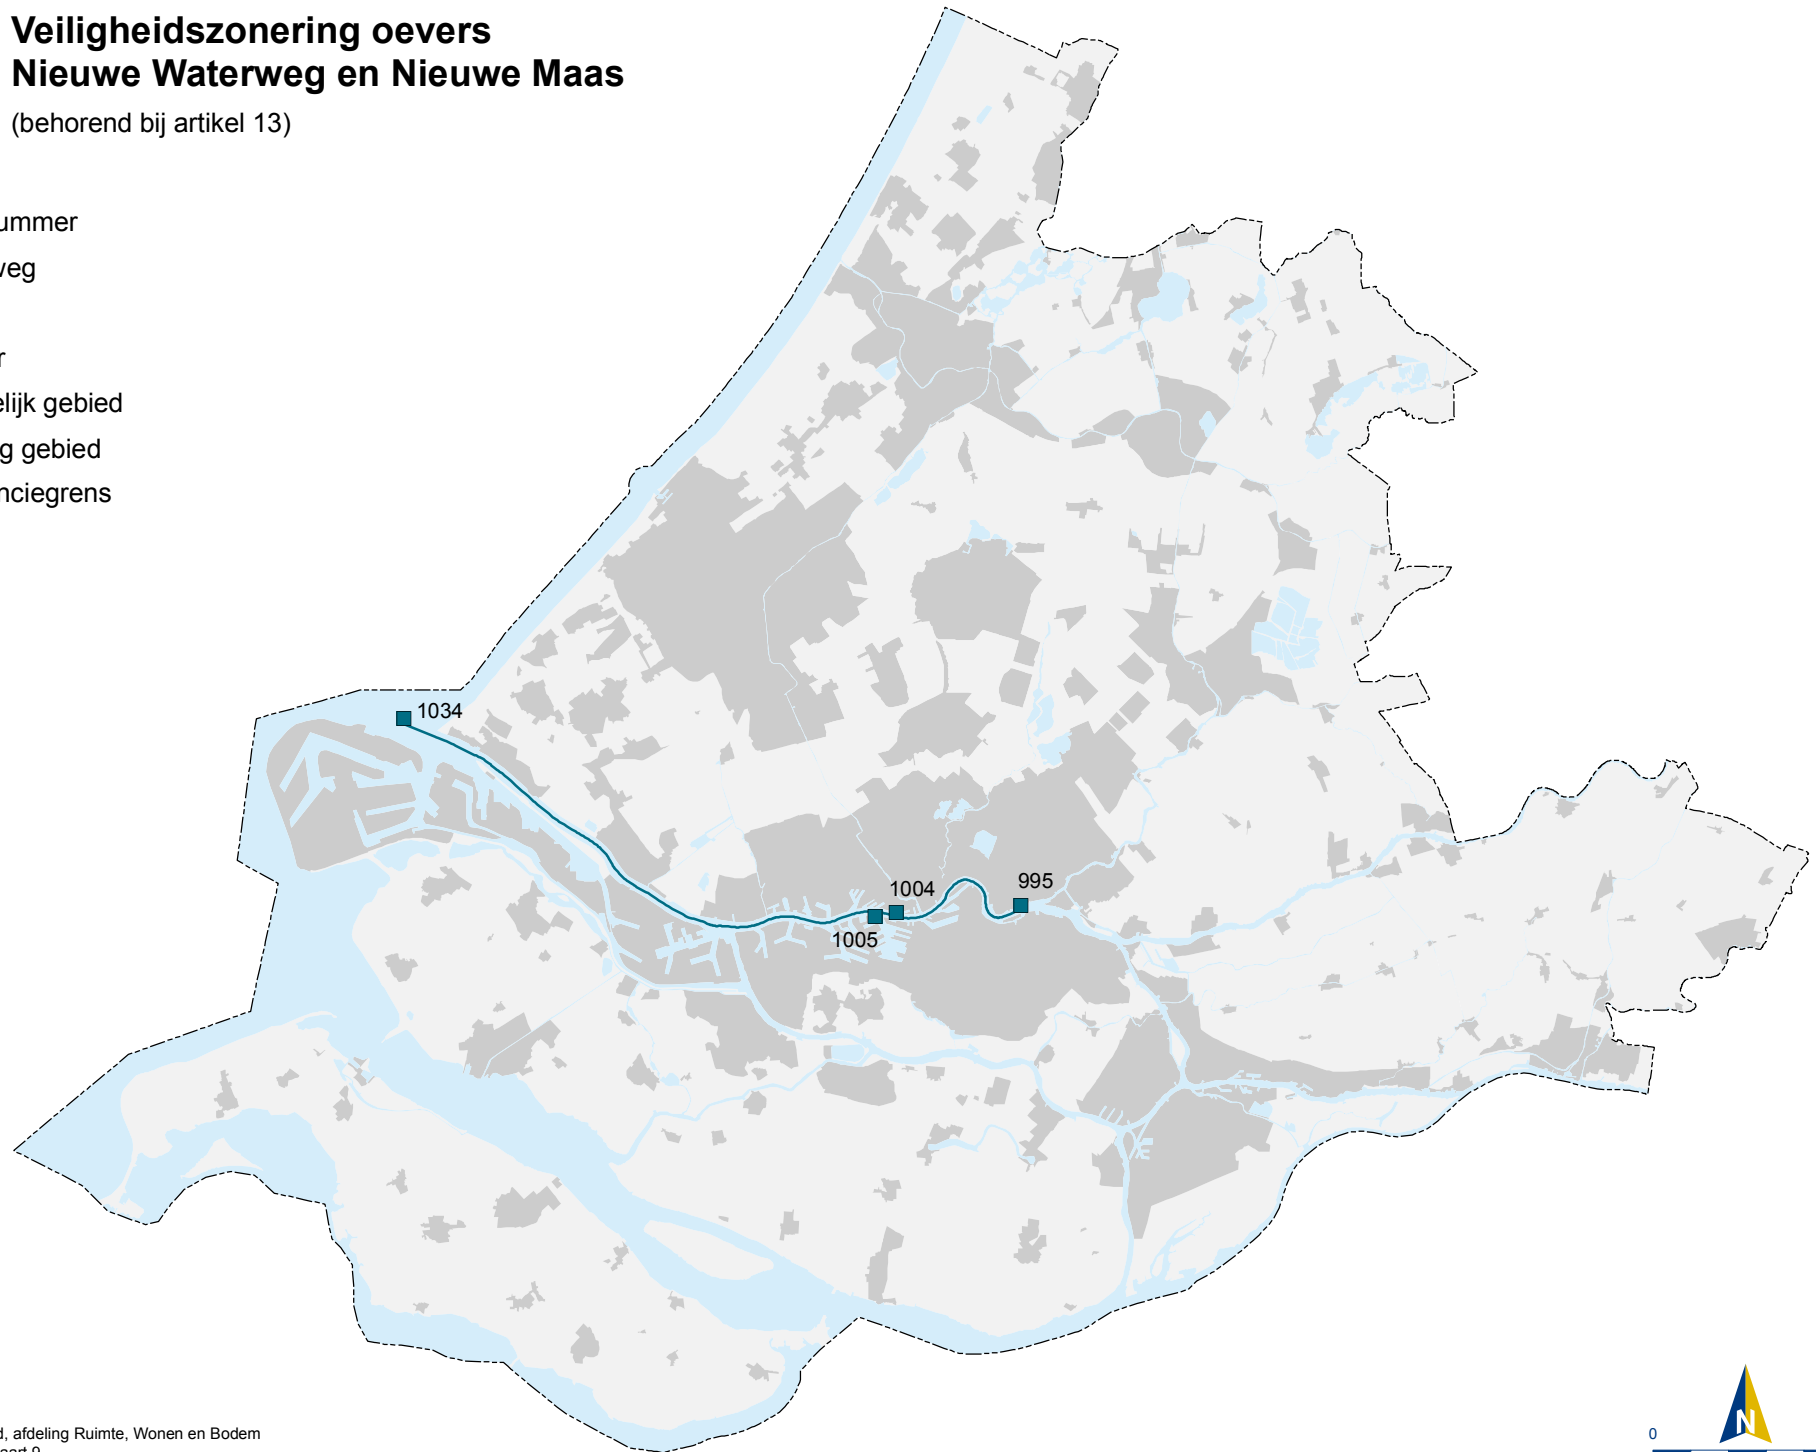 Veiligheidszonering oevers
Nieuwe Waterweg en Nieuwe Maas
(behorend bij artikel 13)
ummer
weg
r
elijk gebied
g gebied
nciegrens
1034
1004
995
1005
d, afdeling Ruimte, Wonen en Bodem
0
N